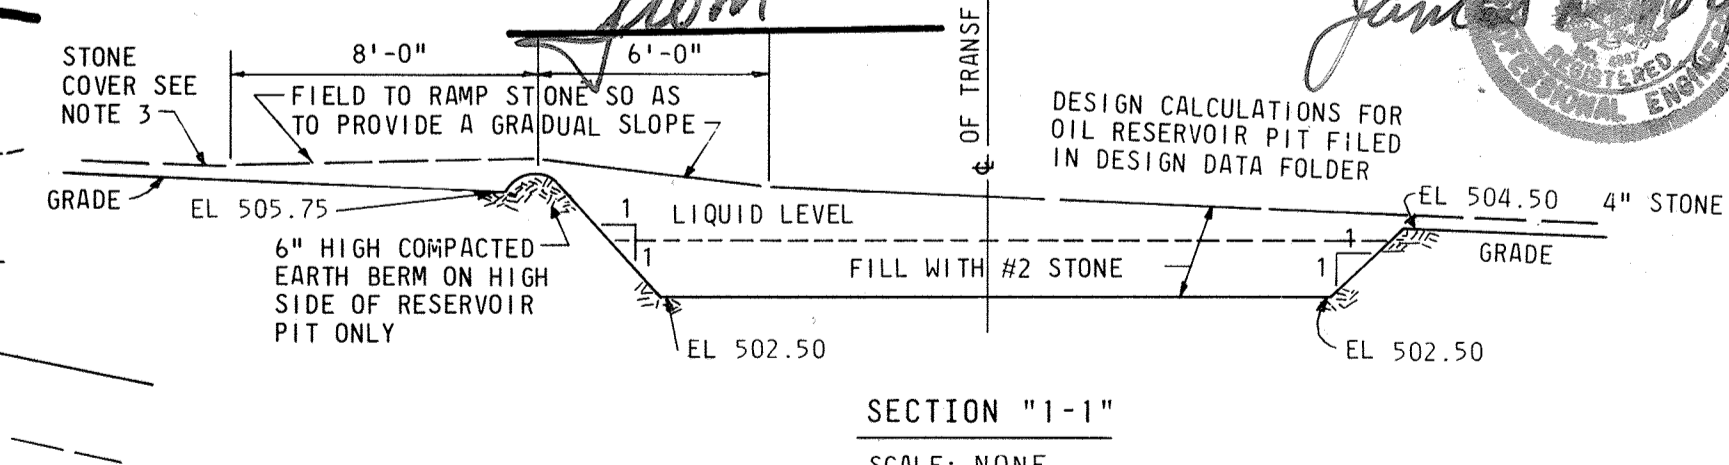 STONE
COVER SEE
NOTE 3
8'-0"
6'-0"
FIELD TO RAMP STONE SO AS
TO PROVIDE A GRADUAL SLOPE
℄ OF TRANSF
DESIGN CALCULATIONS FOR
OIL RESERVOIR PIT FILED
IN DESIGN DATA FOLDER
REGISTERED
ENGINEE
GRADE
EL 505.75
6" HIGH COMPACTED
EARTH BERM ON HIGH
SIDE OF RESERVOIR
PIT ONLY
1
1
LIQUID LEVEL
FILL WITH #2 STONE
1
1
EL 504.50
4" STONE
GRADE
EL 502.50
EL 502.50
SECTION "1-1"
SCALE: NONE